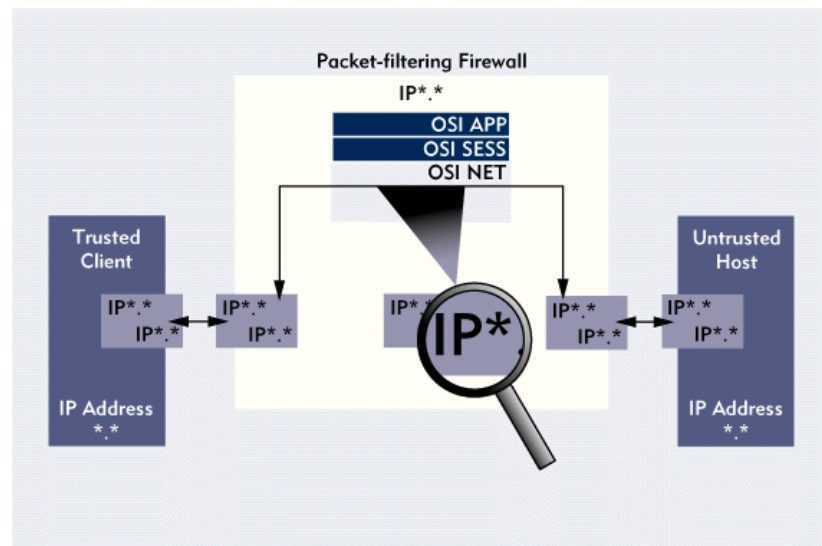 Packet-filtering Firewall
IP*.*
OSI APP
OSI SESS
OSI NET
Trusted
Client
Untrusted
Host
IP*.*
IP*.*
IP*.*
IP*.*
IP*.*
IP*.
IP*.*
IP*.*
IP*.*
IP*.*
IP Address
*.*
IP Address
*.*